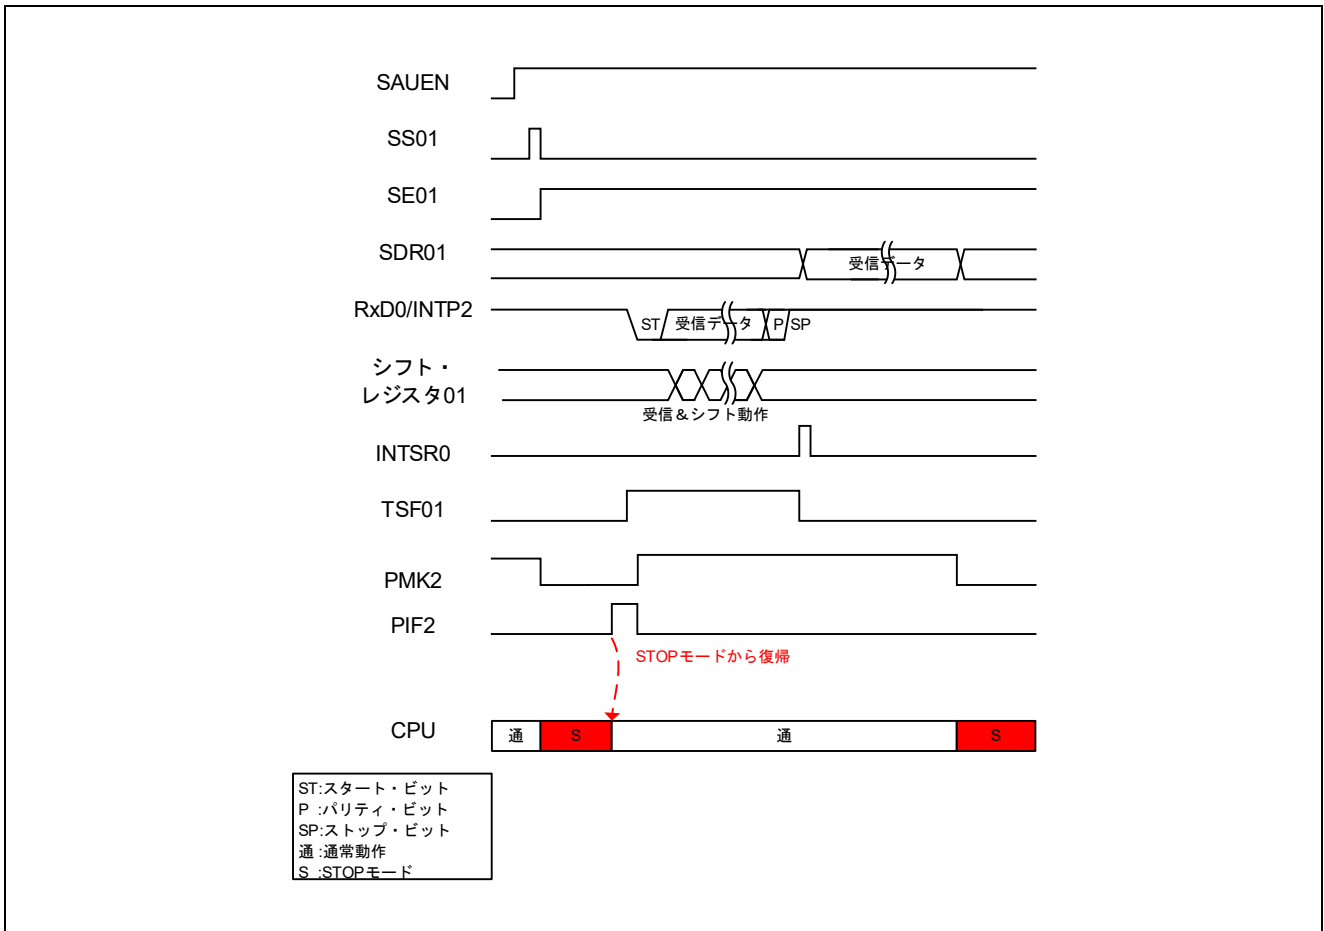 SAUEN
SS01
SE01
SDR01
受信データ
RxD0/INTP2
ST
受信データ
P
SP
シフト・
レジスタ01
受信&シフト動作
INTSR0
TSF01
PMK2
PIF2
STOPモードから復帰
CPU
通
S
通
S
ST:スタート・ビット
P :パリティ・ビット
SP:ストップ・ビット
通 :通常動作
S :STOPモード